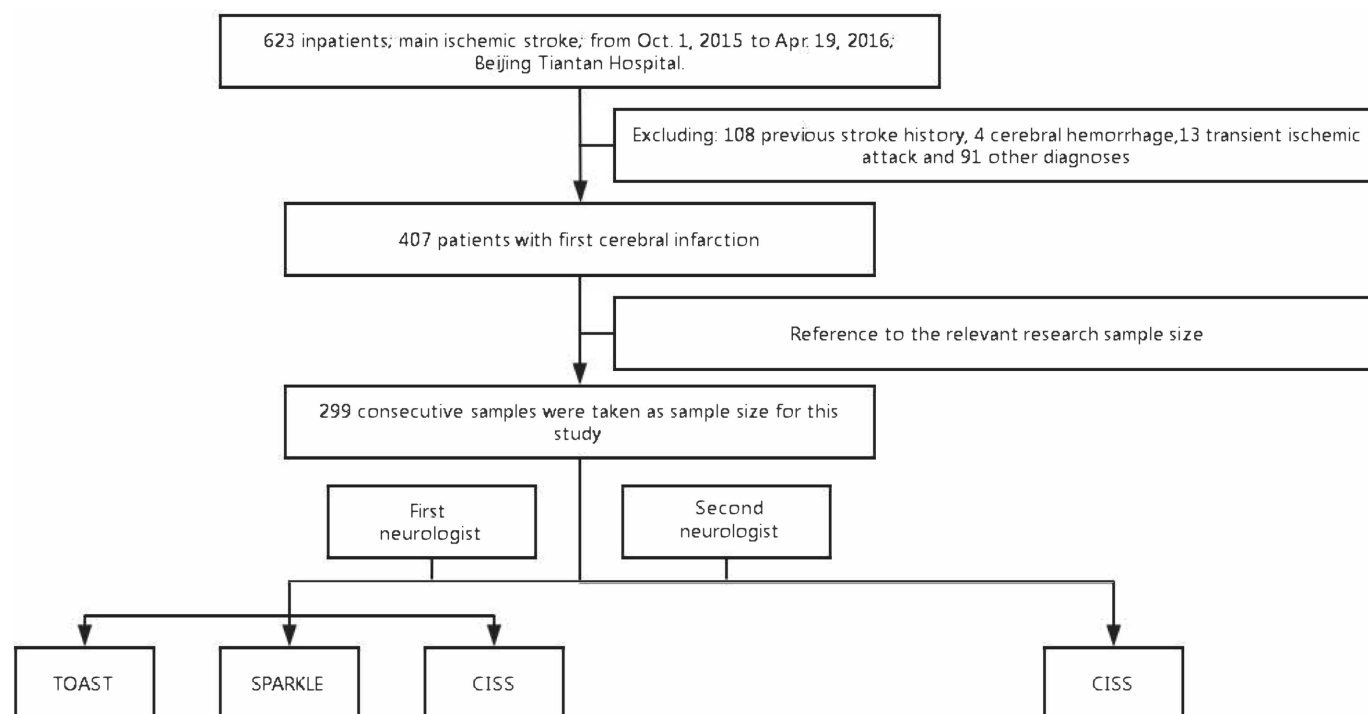 623 inpatients; main ischemic stroke; from Oct. 1, 2015 to Apr. 19, 2016;
Beijing Tiantan Hospital.
Excluding: 108 previous stroke history, 4 cerebral hemorrhage,13 transient ischemic
attack and 91 other diagnoses
407 patients with first cerebral infarction
Reference to the relevant research sample size
299 consecutive samples were taken as sample size for this
study
First
neurologist
Second
neurologist
TOAST
SPARKLE
CISS
CISS